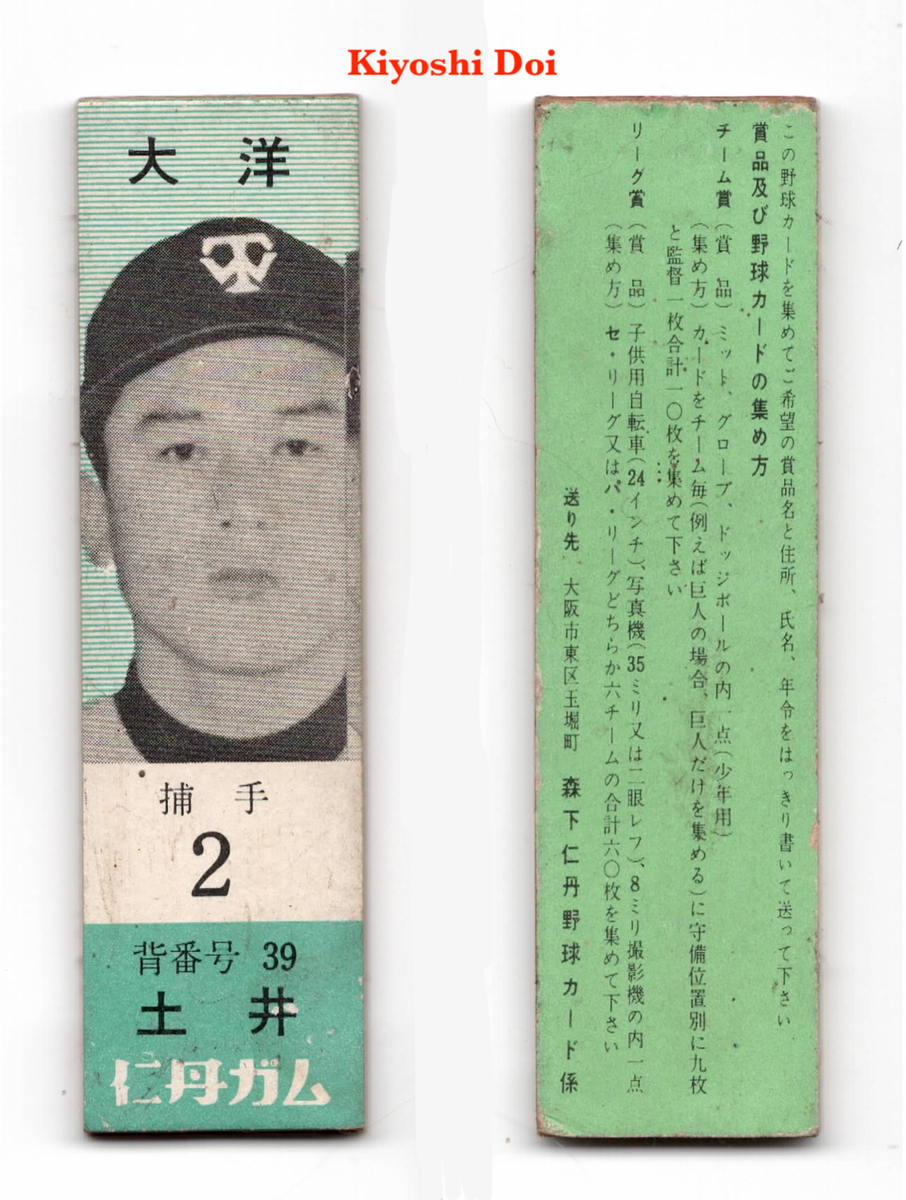 Kiyoshi Doi
大洋
捕手
2
背番号 39
土井
仁丹ガム
この野球カードを集めてご希望の賞品名と住所、氏名、年令をはっきり書いて送って下さい
賞品及び野球カードの集め方
チーム賞(賞 品)ミット、グローブ、ドッジボールの内一点(少年用)
(集め方)カードをチーム毎(例えば巨人の場合、巨人だけを集める)に守備位置別に九枚
と監督一枚合計一〇枚を集めて下さい
リーグ賞(賞 品)子供用自転車(24インチ)、写真機(35ミリ又は二眼レフ)、8ミリ撮影機の内一点
(集め方)セ・リーグ又はパ・リーグどちらか六チームの合計六〇枚を集めて下さい
送り先 大阪市東区玉堀町 森下仁丹野球カード係